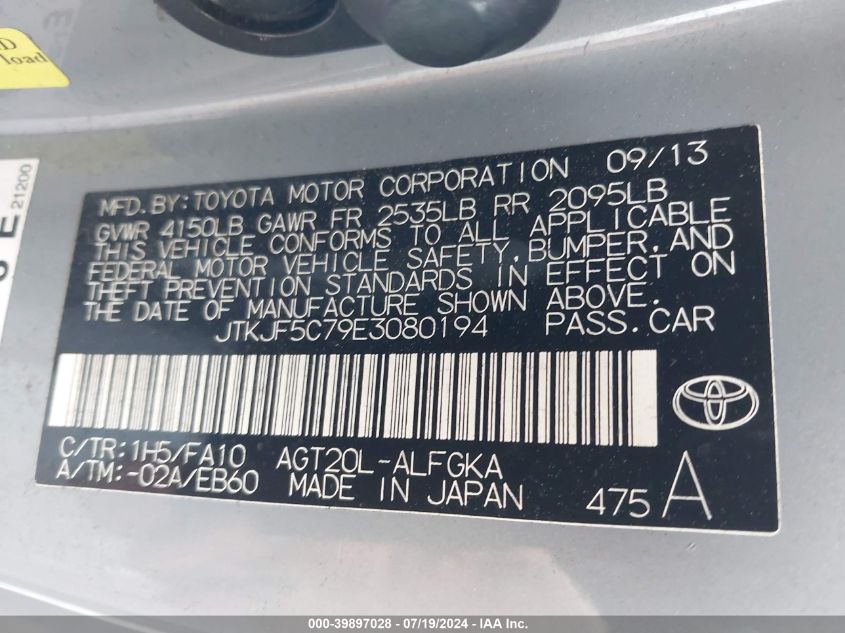 D
load
E 21200
MFD.BY:TOYOTA MOTOR CORPORATION 09/13
GVWR 4150LB GAWR FR 2535LB RR 2095LB
THIS VEHICLE CONFORMS TO ALL APPLICABLE
FEDERAL MOTOR VEHICLE SAFETY,BUMPER,AND
THEFT PREVENTION STANDARDS IN EFFECT ON
THE DATE OF MANUFACTURE SHOWN ABOVE.
JTKJF5C79E3080194 PASS.CAR
C/TR:1H5/FA10 AGT20L-ALFGKA
A/TM:-02A/EB60 MADE IN JAPAN 475 A
000-39897028 - 07/19/2024 - IAA, Inc.